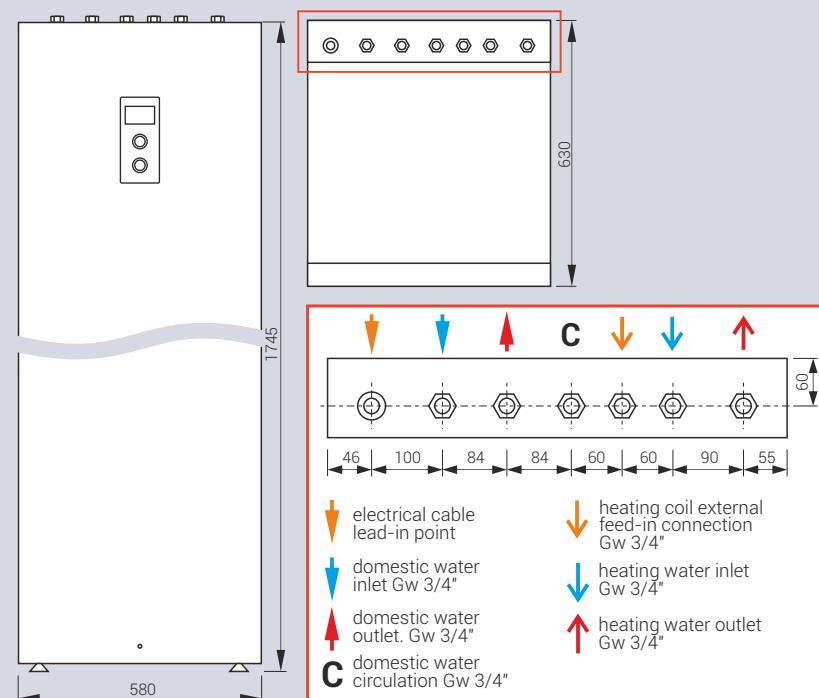 630
1745
580
C
60
46 100 84 84 60 60 90 55
electrical cable
lead-in point
domestic water
inlet Gw 3/4"
domestic water
outlet. Gw 3/4"
C domestic water
circulation Gw 3/4"
heating coil external
feed-in connection
Gw 3/4"
heating water inlet
Gw 3/4"
heating water outlet
Gw 3/4"